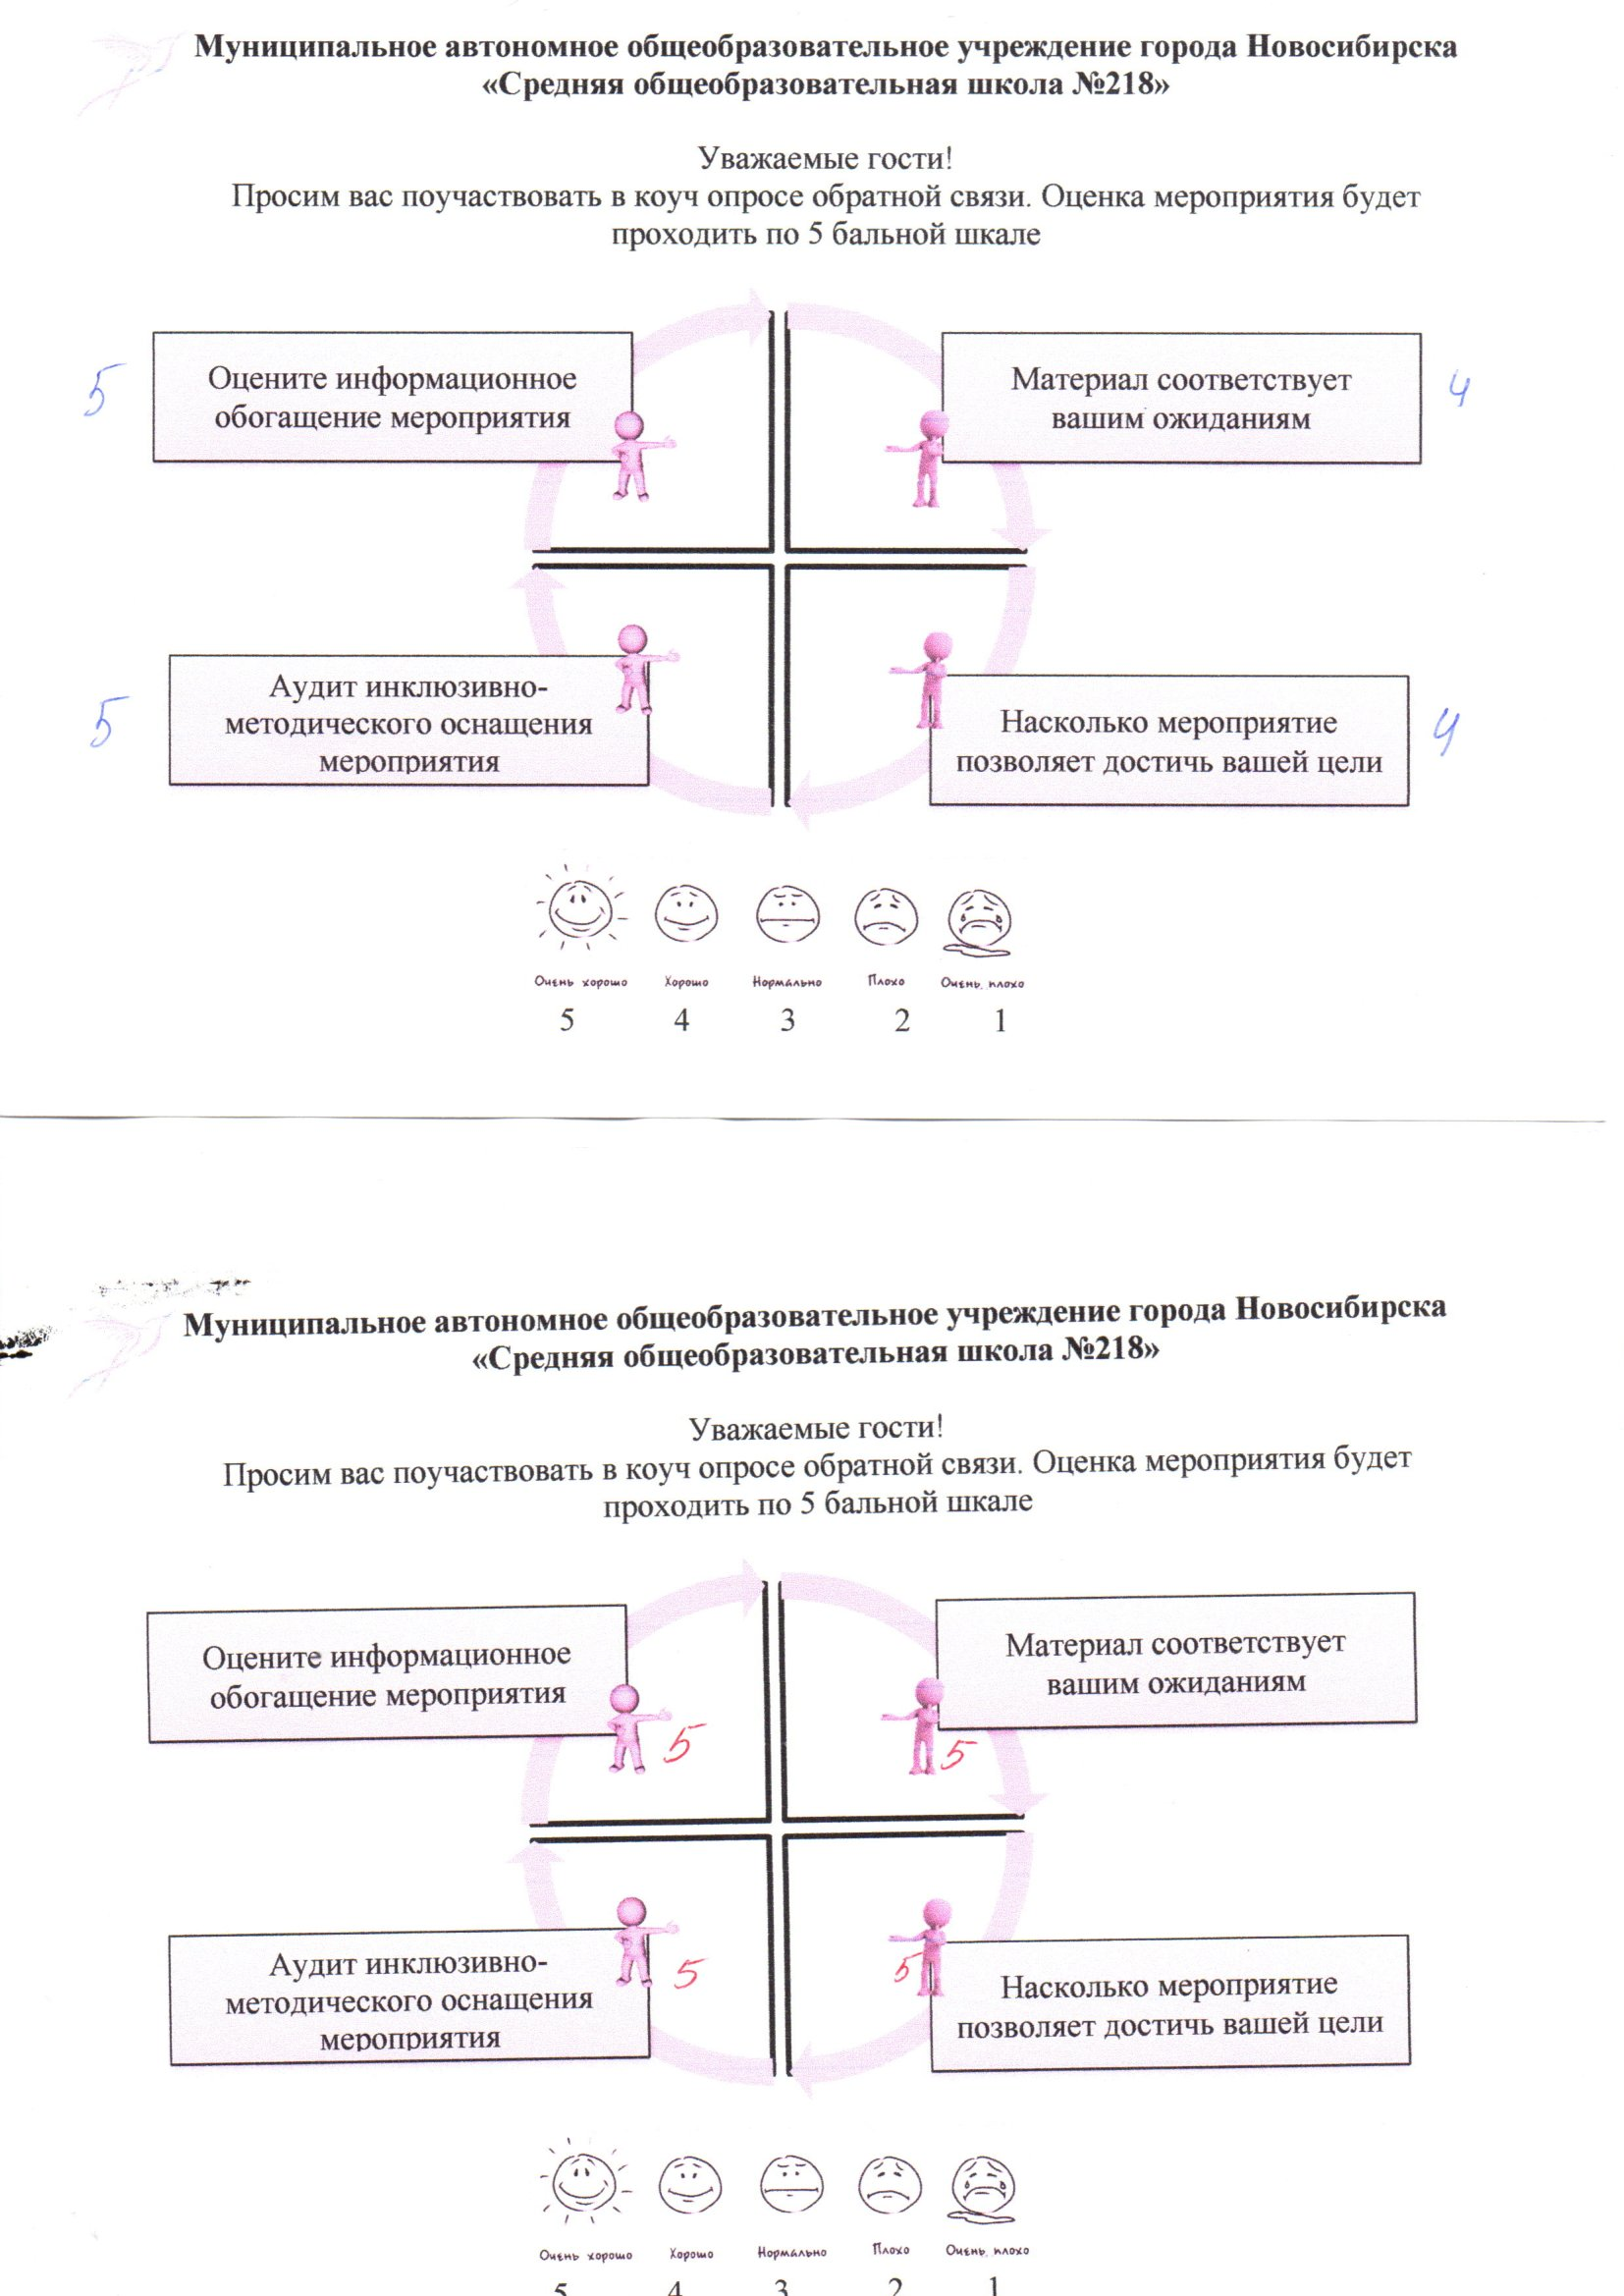 Муниципальное автономное общеобразовательное учреждение города Новосибирска
«Средняя общеобразовательная школа №218»
Уважаемые гости!
Просим вас поучаствовать в коуч опросе обратной связи. Оценка мероприятия будет
проходить по 5 бальной шкале
5
Оцените информационное
обогащение мероприятия
Материал соответствует
вашим ожиданиям
4
5
Аудит инклюзивно-
методического оснащения
мероприятия
Насколько мероприятие
позволяет достичь вашей цели
4
Очень хорошо Хорошо Нормально Плохо Очень плохо
5 4 3 2 1
Муниципальное автономное общеобразовательное учреждение города Новосибирска
«Средняя общеобразовательная школа №218»
Уважаемые гости!
Просим вас поучаствовать в коуч опросе обратной связи. Оценка мероприятия будет
проходить по 5 бальной шкале
Оцените информационное
обогащение мероприятия
5
Материал соответствует
вашим ожиданиям
5
Аудит инклюзивно-
методического оснащения
мероприятия
5
5
Насколько мероприятие
позволяет достичь вашей цели
Очень хорошо Хорошо Нормально Плохо Очень плохо
5 4 3 2 1